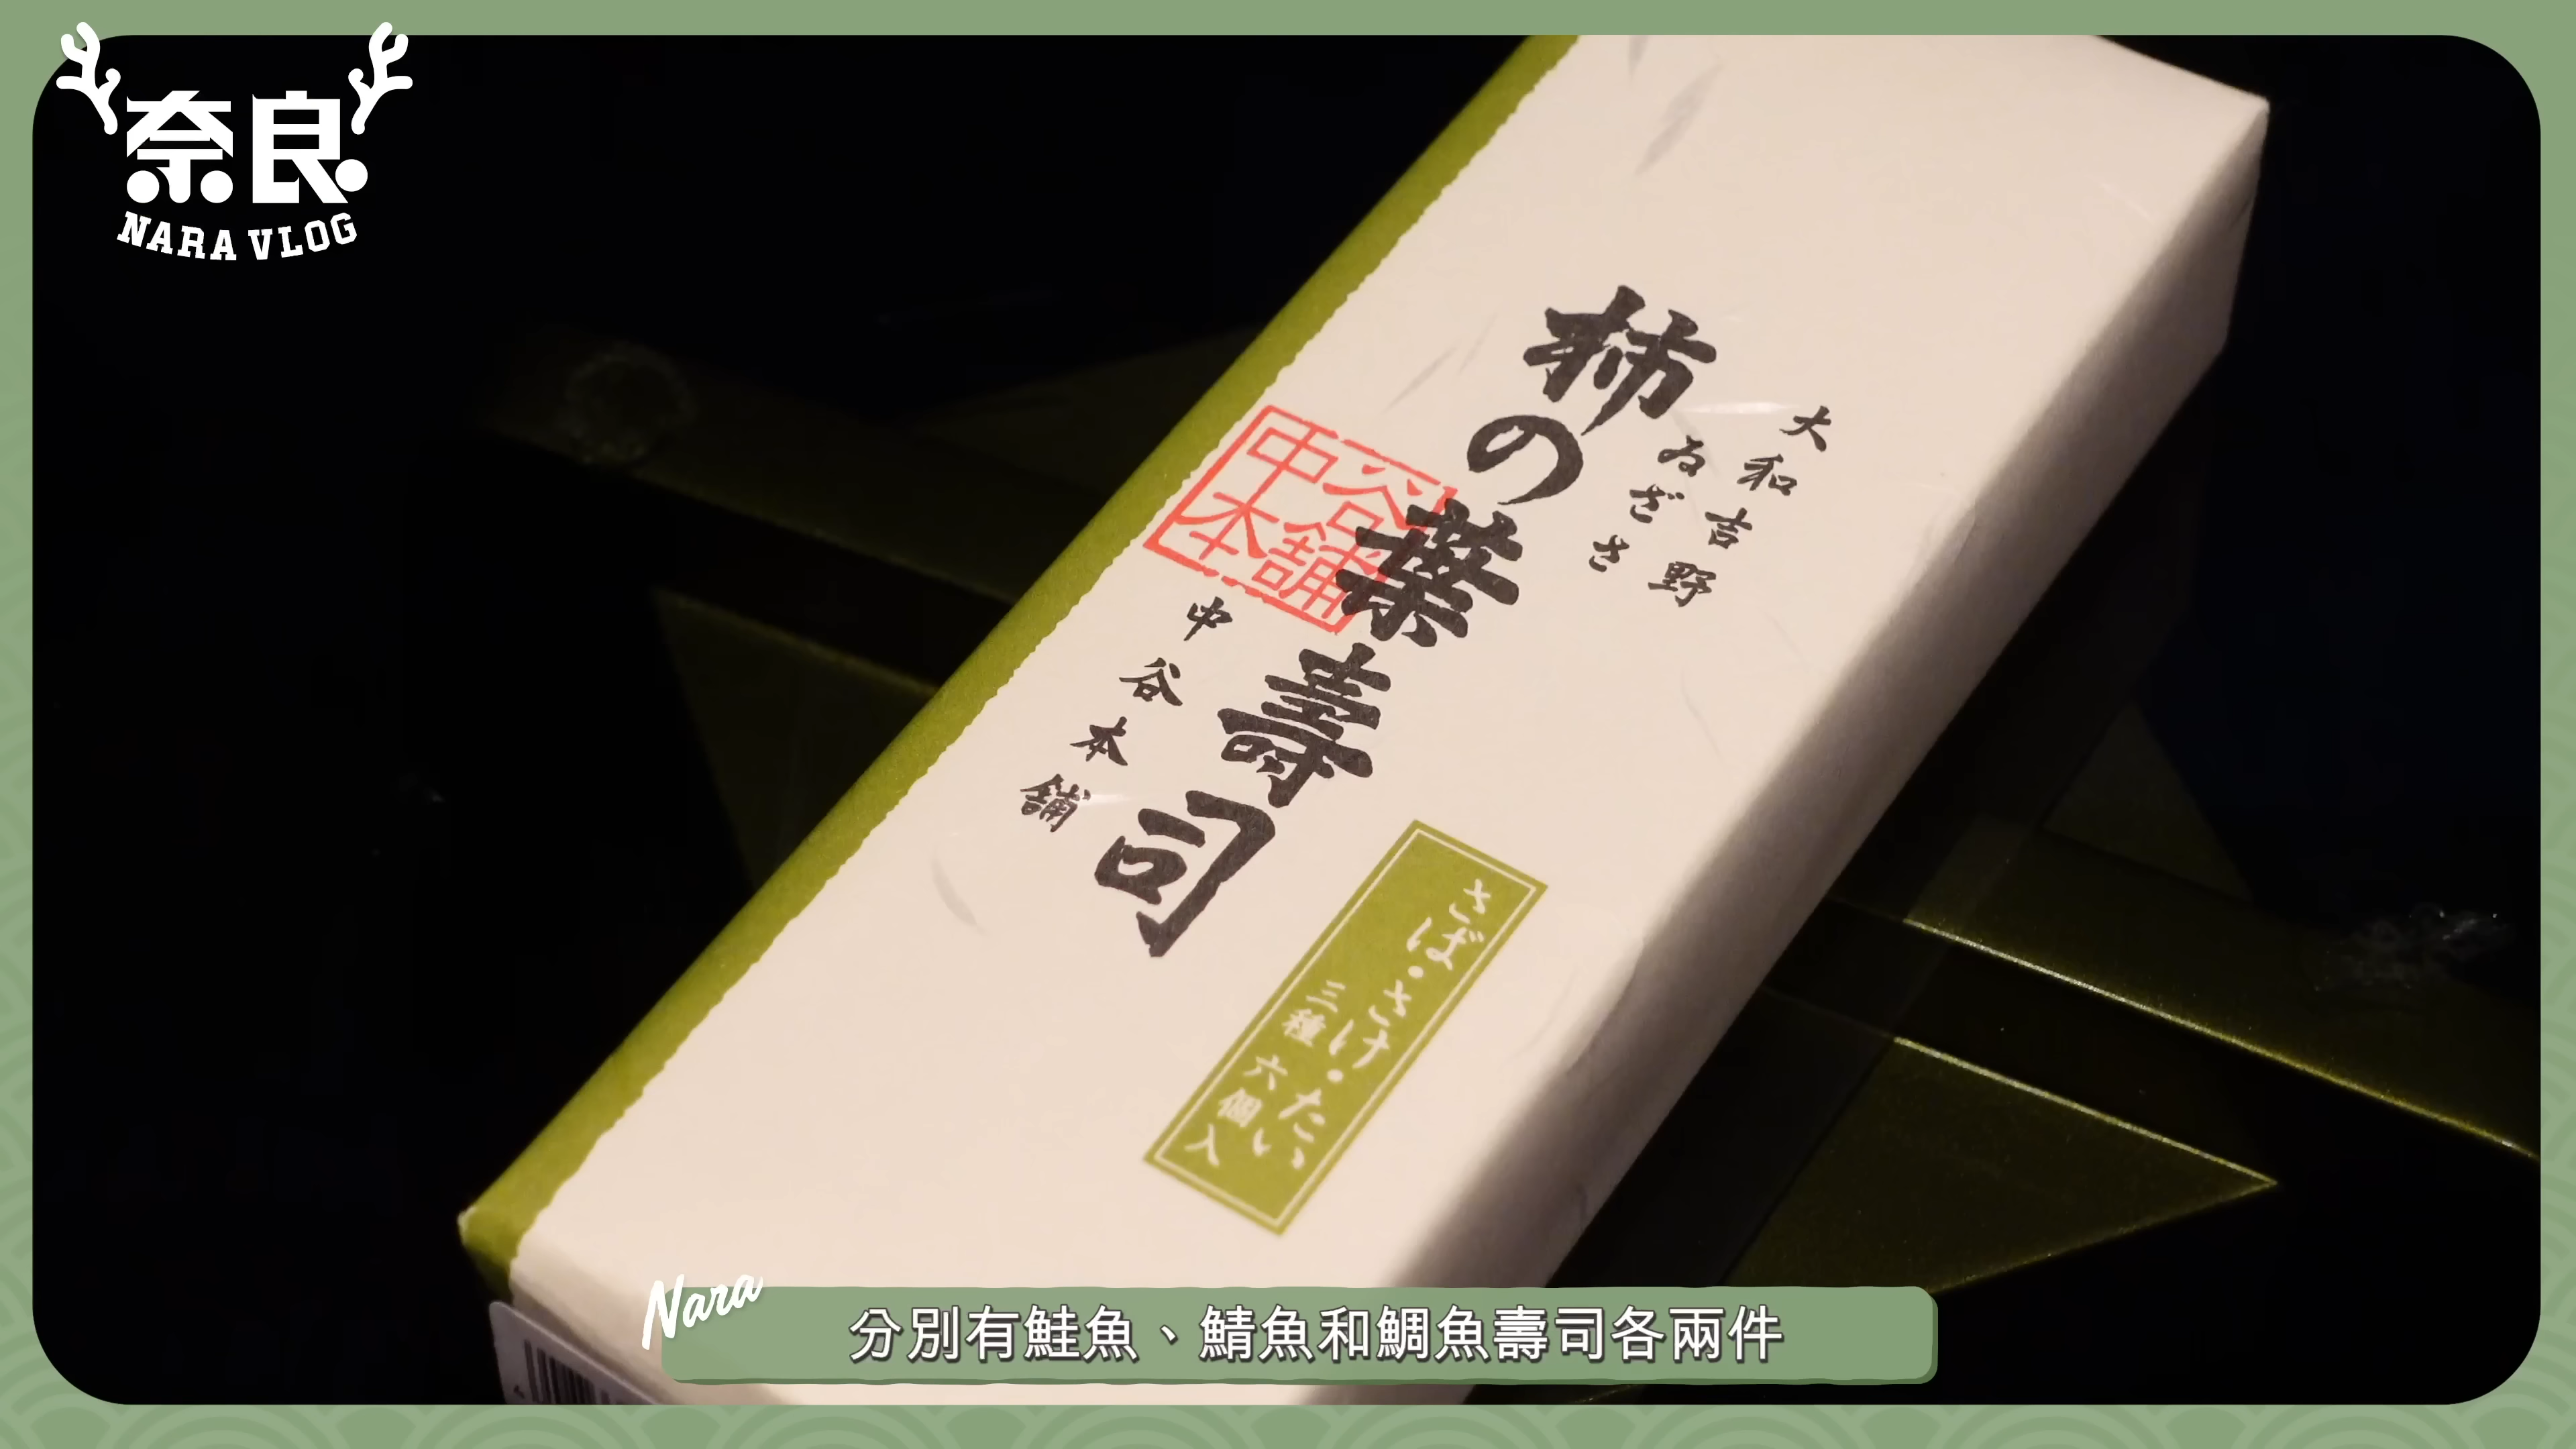 奈良
NARA VLOG
大和吉野
ゐざさ
柿の葉壽司
中谷本舗
中谷本舗
さば・さけ・たい
三種 六個入
Nara
分別有鮭魚、鯖魚和鯛魚壽司各兩件